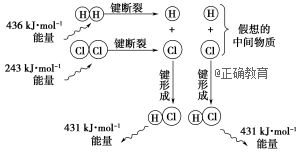 H H 键断裂 H H 假想的中间物质
436 kJ·mol⁻¹
能量
+ +
Cl Cl 键断裂 Cl Cl
243 kJ·mol⁻¹
能量
键形成 键形成
@正确教育
431 kJ·mol⁻¹
能量
H Cl H Cl
431 kJ·mol⁻¹
能量